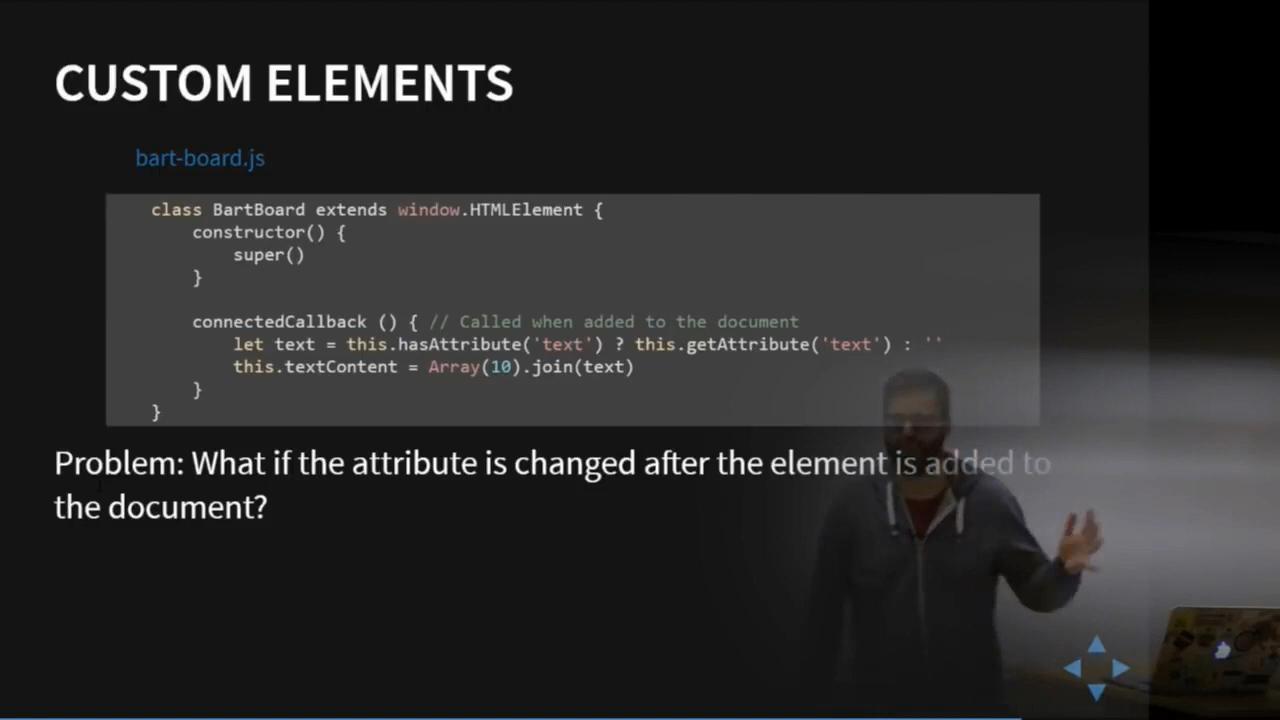 CUSTOM ELEMENTS
bart-board.js
class BartBoard extends window.HTMLElement {
constructor() {
super()
}
connectedCallback () { // Called when added to the document
let text = this.hasAttribute('text') ? this.getAttribute('text') : ''
this.textContent = Array(10).join(text)
}
}
Problem: What if the attribute is changed after the element is added to
the document?